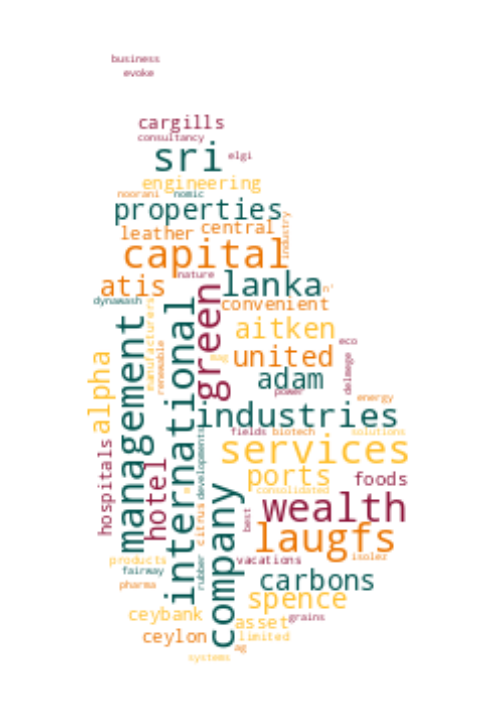 business
evoke
cargills
consultancy
sri
elgi
engineering
noorani
nomic
properties
leather
central
industry
capital
nature
atis
lanka
n'
dynawash
convenient
manufacturers
renewable
international
green
aitken
management
mag
united
eco
adam
delmege
power
energy
alpha
industries
fields
biotech
solutions
services
hospitals
hotel
developments
ports
foods
consolidated
company
citrus
best
wealth
laugfs
products
fairway
pharma
rubber
vacations
isolez
carbons
spence
ceybank
asset
grains
ceylon
limited
ag
systems